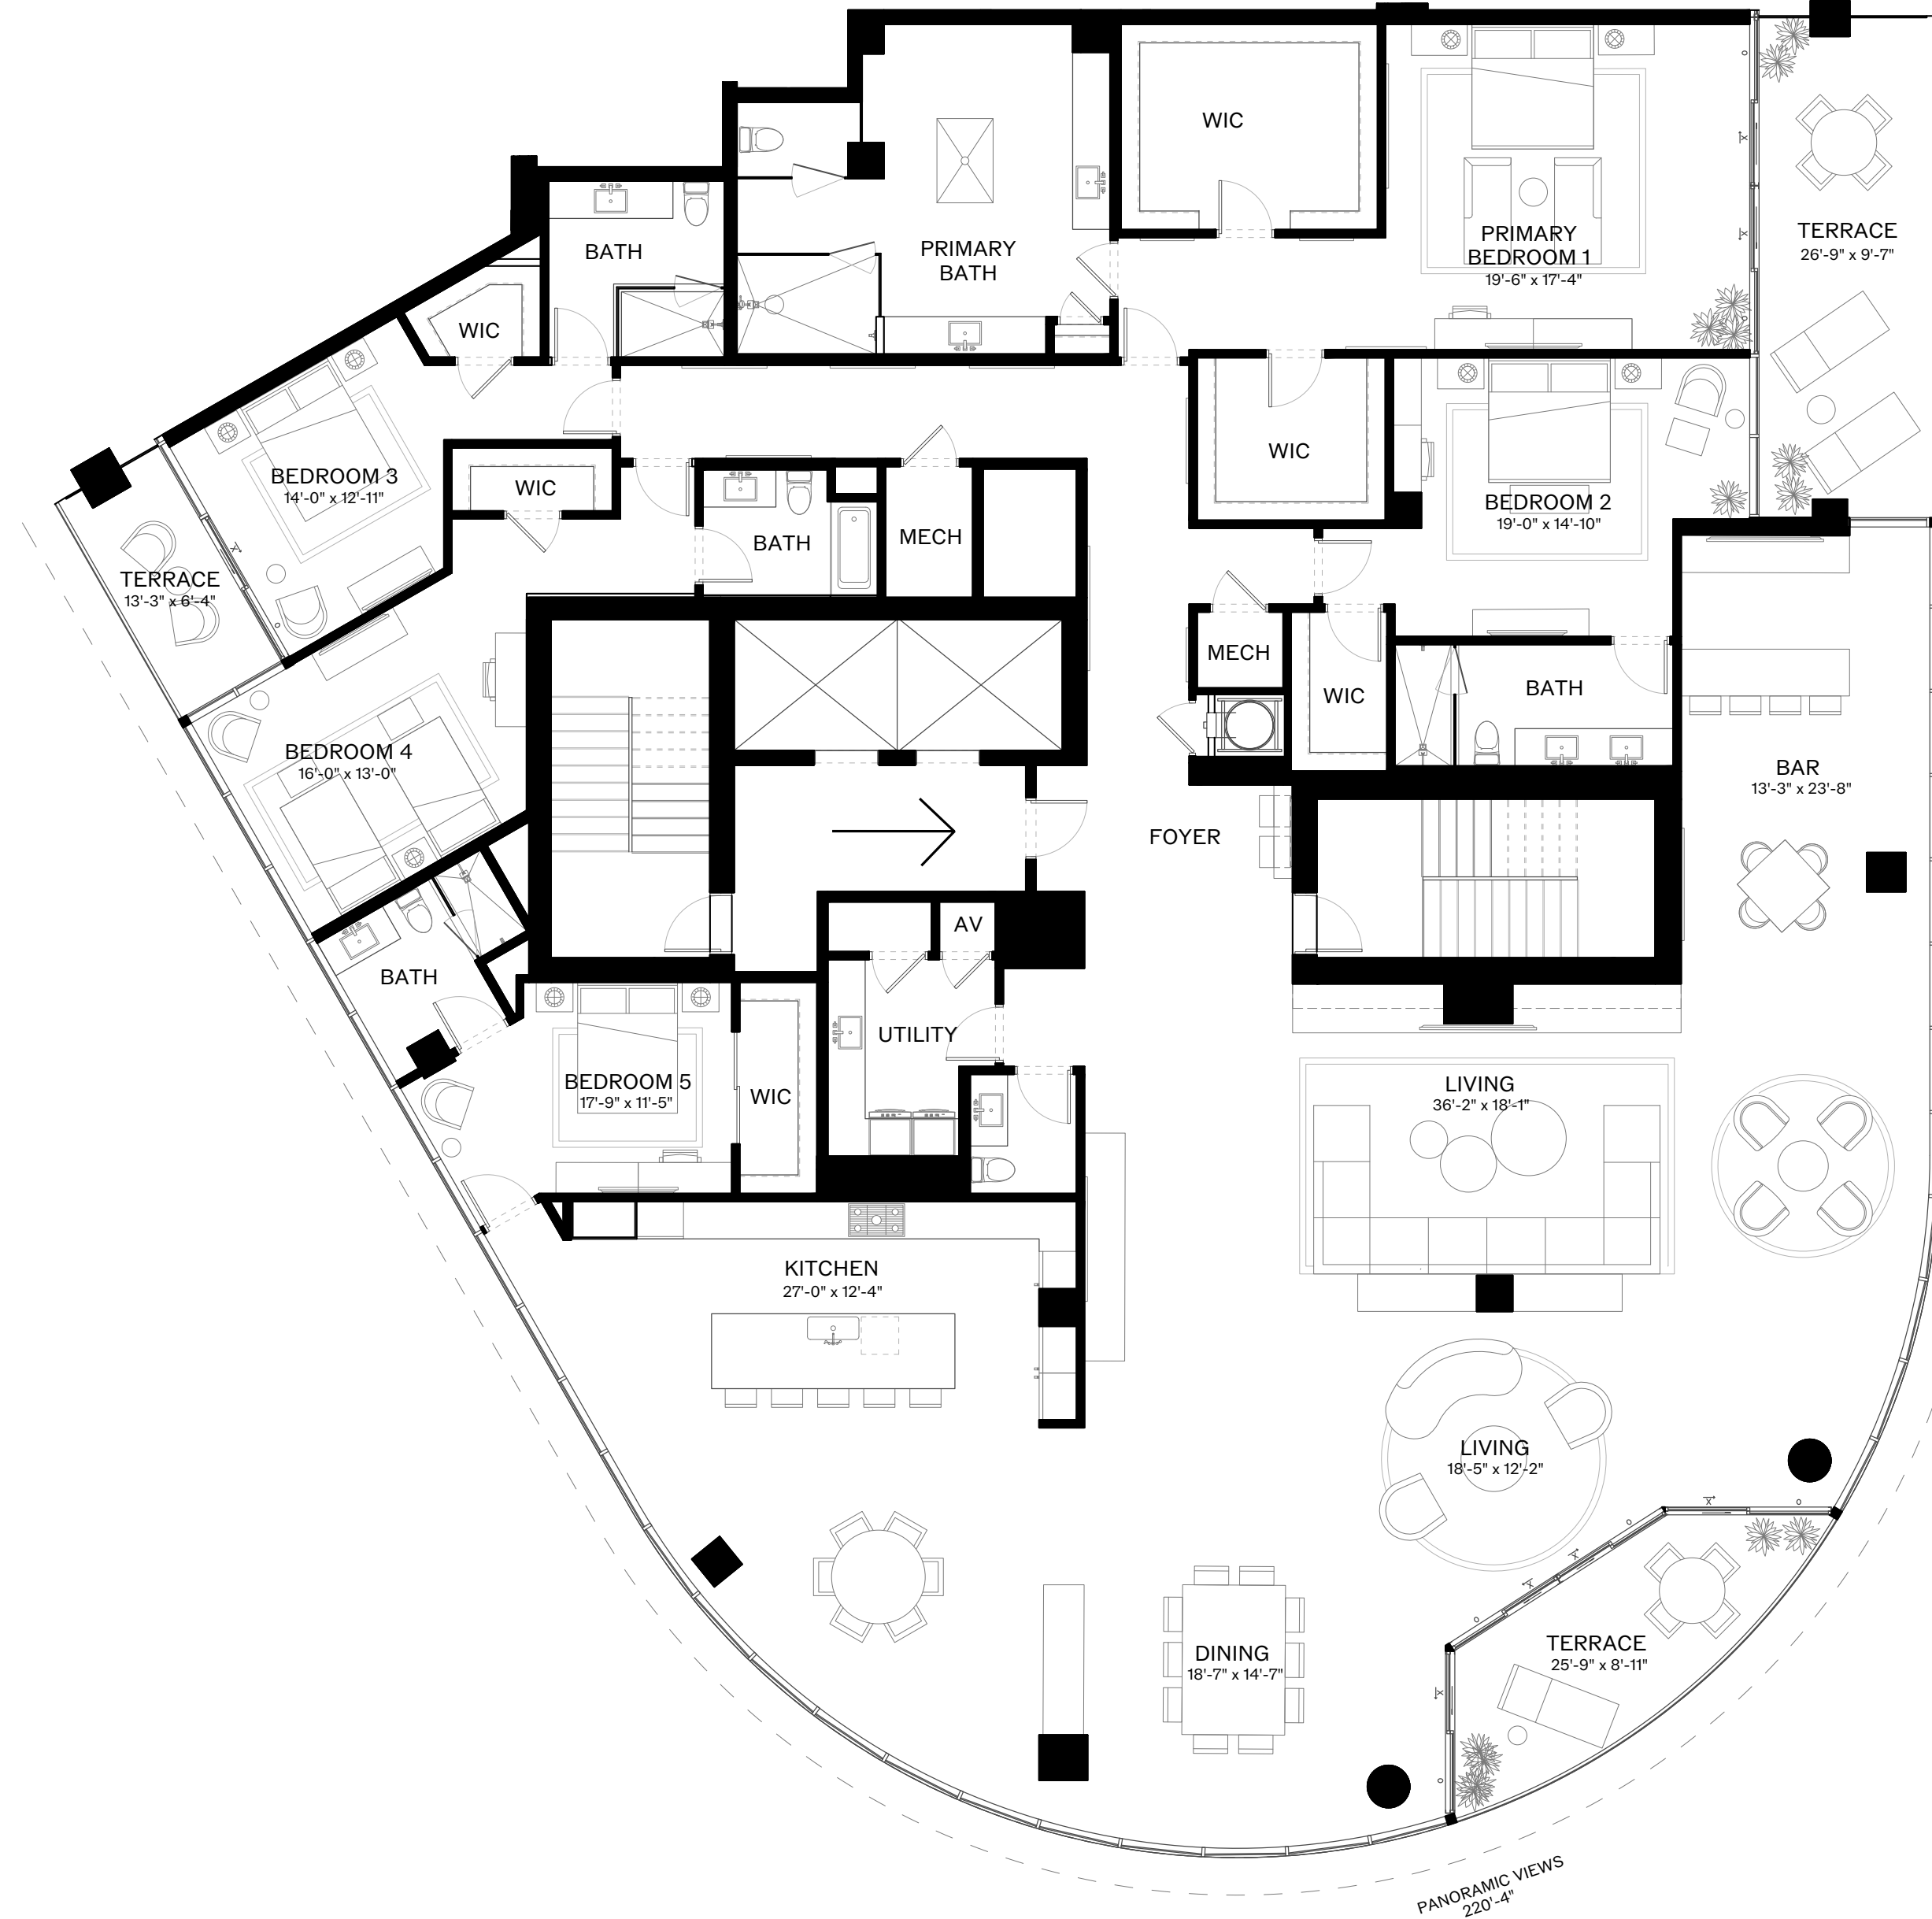 WIC
PRIMARY
BEDROOM 1
19'-6" x 17'-4"
TERRACE
26'-9" x 9'-7"
PRIMARY
BATH
BATH
WIC
BEDROOM 3
14'-0" x 12'-11"
WIC
TERRACE
13'-3" x 6'-4"
BATH
MECH
WIC
BEDROOM 2
19'-0" x 14'-10"
MECH
WIC
BATH
BEDROOM 4
16'-0" x 13'-0"
BAR
13'-3" x 23'-8"
FOYER
AV
BATH
UTILITY
BEDROOM 5
17'-9" x 11'-5"
WIC
LIVING
36'-2" x 18'-1"
KITCHEN
27'-0" x 12'-4"
LIVING
18'-5" x 12'-2"
DINING
18'-7" x 14'-7"
TERRACE
25'-9" x 8'-11"
PANORAMIC VIEWS
220'-4"